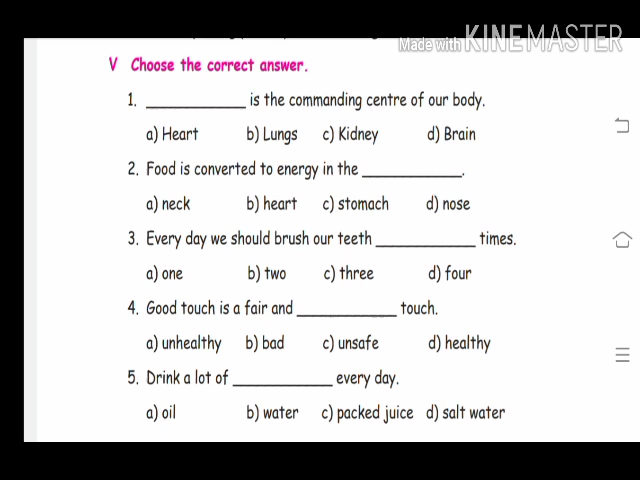 Made with KINEMASTER
V Choose the correct answer.
1. ____________ is the commanding centre of our body.
a) Heart b) Lungs c) Kidney d) Brain
2. Food is converted to energy in the ____________.
a) neck b) heart c) stomach d) nose
3. Every day we should brush our teeth ____________ times.
a) one b) two c) three d) four
4. Good touch is a fair and ____________ touch.
a) unhealthy b) bad c) unsafe d) healthy
5. Drink a lot of ____________ every day.
a) oil b) water c) packed juice d) salt water